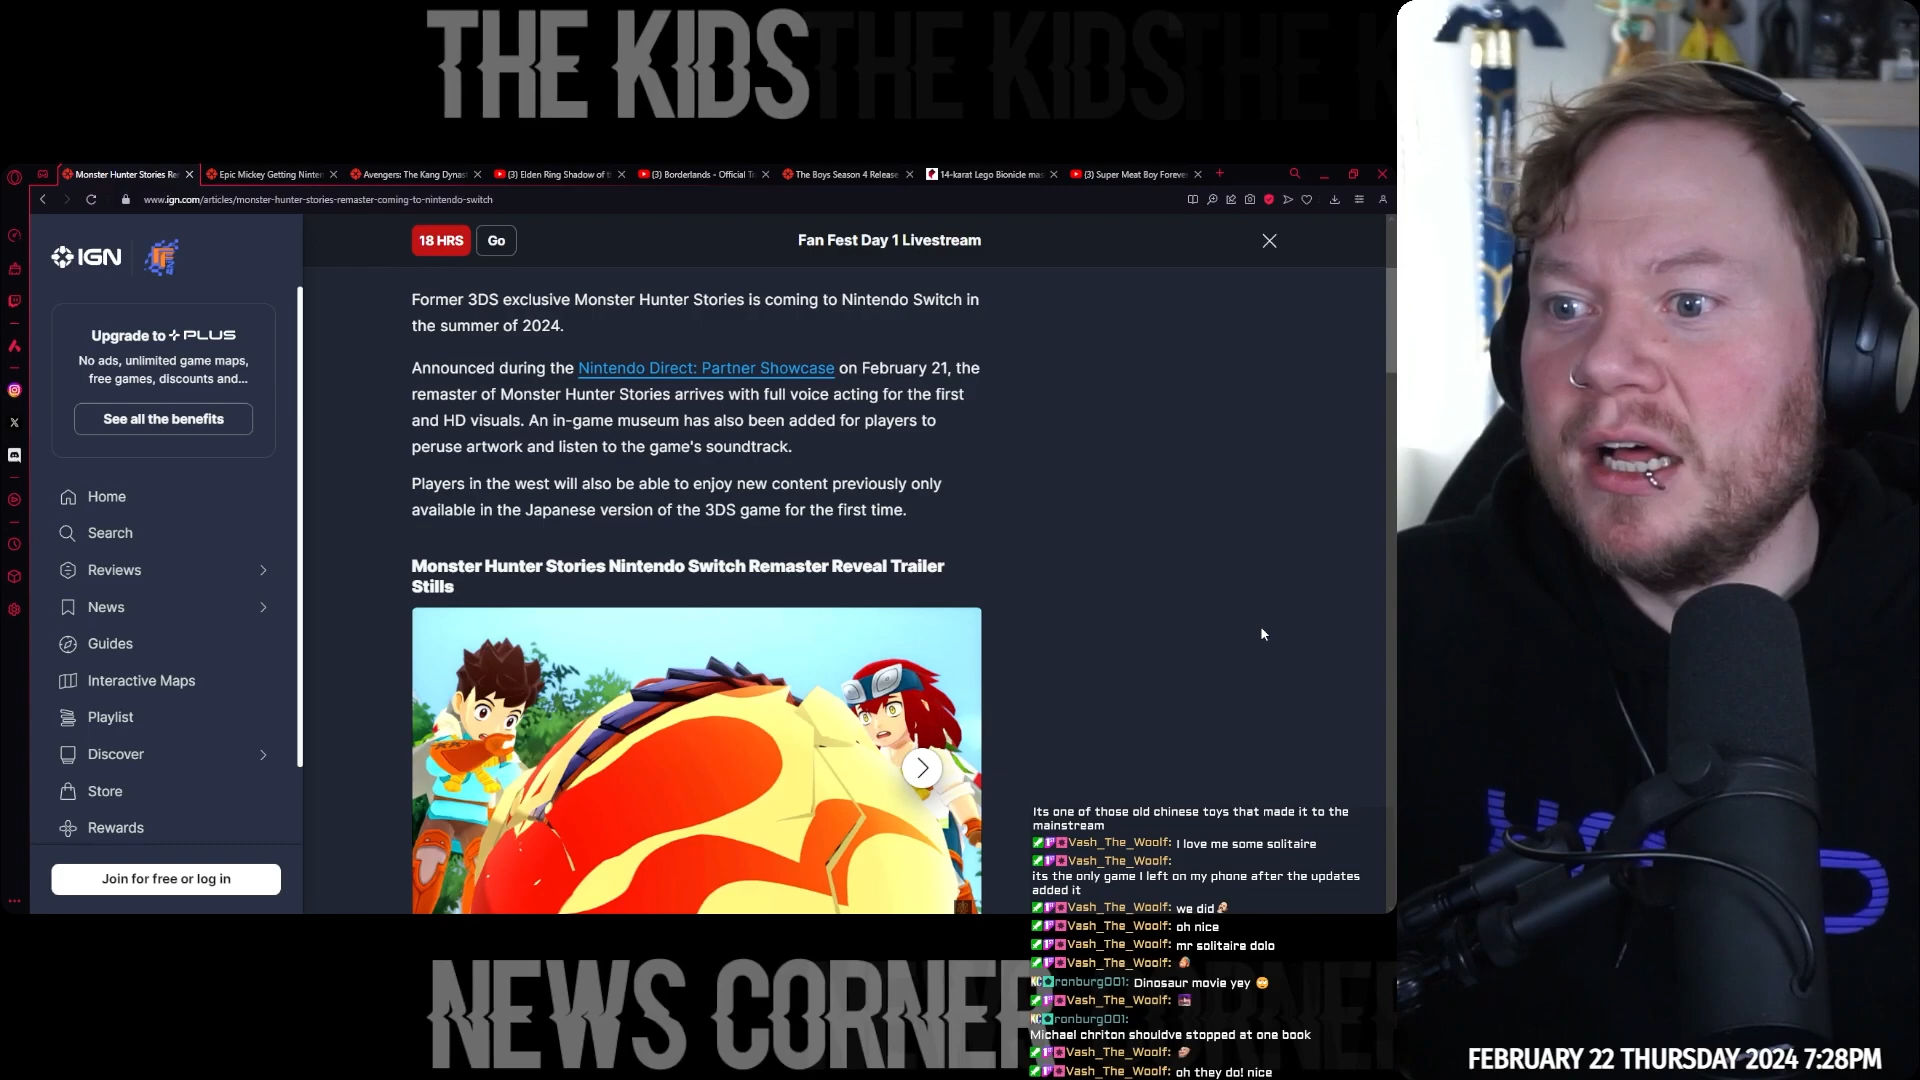 THE KIDS THE KIDS THE K
Monster Hunter Stories Re
Epic Mickey Getting Ninten
Avengers: The Kang Dynast
(3) Elden Ring Shadow of t
(3) Borderlands - Official Tr
The Boys Season 4 Release
14-karat Lego Bionicle mas
(3) Super Meat Boy Foreve
www.ign.com/articles/monster-hunter-stories-remaster-coming-to-nintendo-switch
IGN
18 HRS
Go
Fan Fest Day 1 Livestream
Upgrade to PLUS
No ads, unlimited game maps,
free games, discounts and...
See all the benefits
Home
Search
Reviews
News
Guides
Interactive Maps
Playlist
Discover
Store
Rewards
Join for free or log in
Former 3DS exclusive Monster Hunter Stories is coming to Nintendo Switch in
the summer of 2024.
Announced during the Nintendo Direct: Partner Showcase on February 21, the
remaster of Monster Hunter Stories arrives with full voice acting for the first
and HD visuals. An in-game museum has also been added for players to
peruse artwork and listen to the game's soundtrack.
Players in the west will also be able to enjoy new content previously only
available in the Japanese version of the 3DS game for the first time.
Monster Hunter Stories Nintendo Switch Remaster Reveal Trailer
Stills
Its one of those old chinese toys that made it to the
mainstream
Vash_The_Woolf: I love me some solitaire
Vash_The_Woolf:
its the only game I left on my phone after the updates
added it
Vash_The_Woolf: we did
Vash_The_Woolf: oh nice
Vash_The_Woolf: mr solitaire dolo
Vash_The_Woolf:
ronburg001: Dinosaur movie yey 🙄
Vash_The_Woolf:
ronburg001:
Michael chriton shouldve stopped at one book
Vash_The_Woolf:
Vash_The_Woolf: oh they do! nice
NEWS CORNER CORNER
FEBRUARY 22 THURSDAY 2024 7:28PM